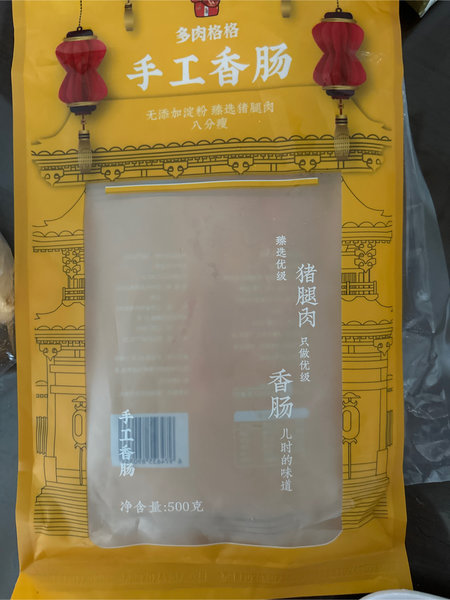 多肉格格
手工香肠
无添加淀粉 臻选猪腿肉
八分瘦
臻选优级
猪腿肉
只做优级
香肠
儿时的味道
手工香肠
净含量:500克